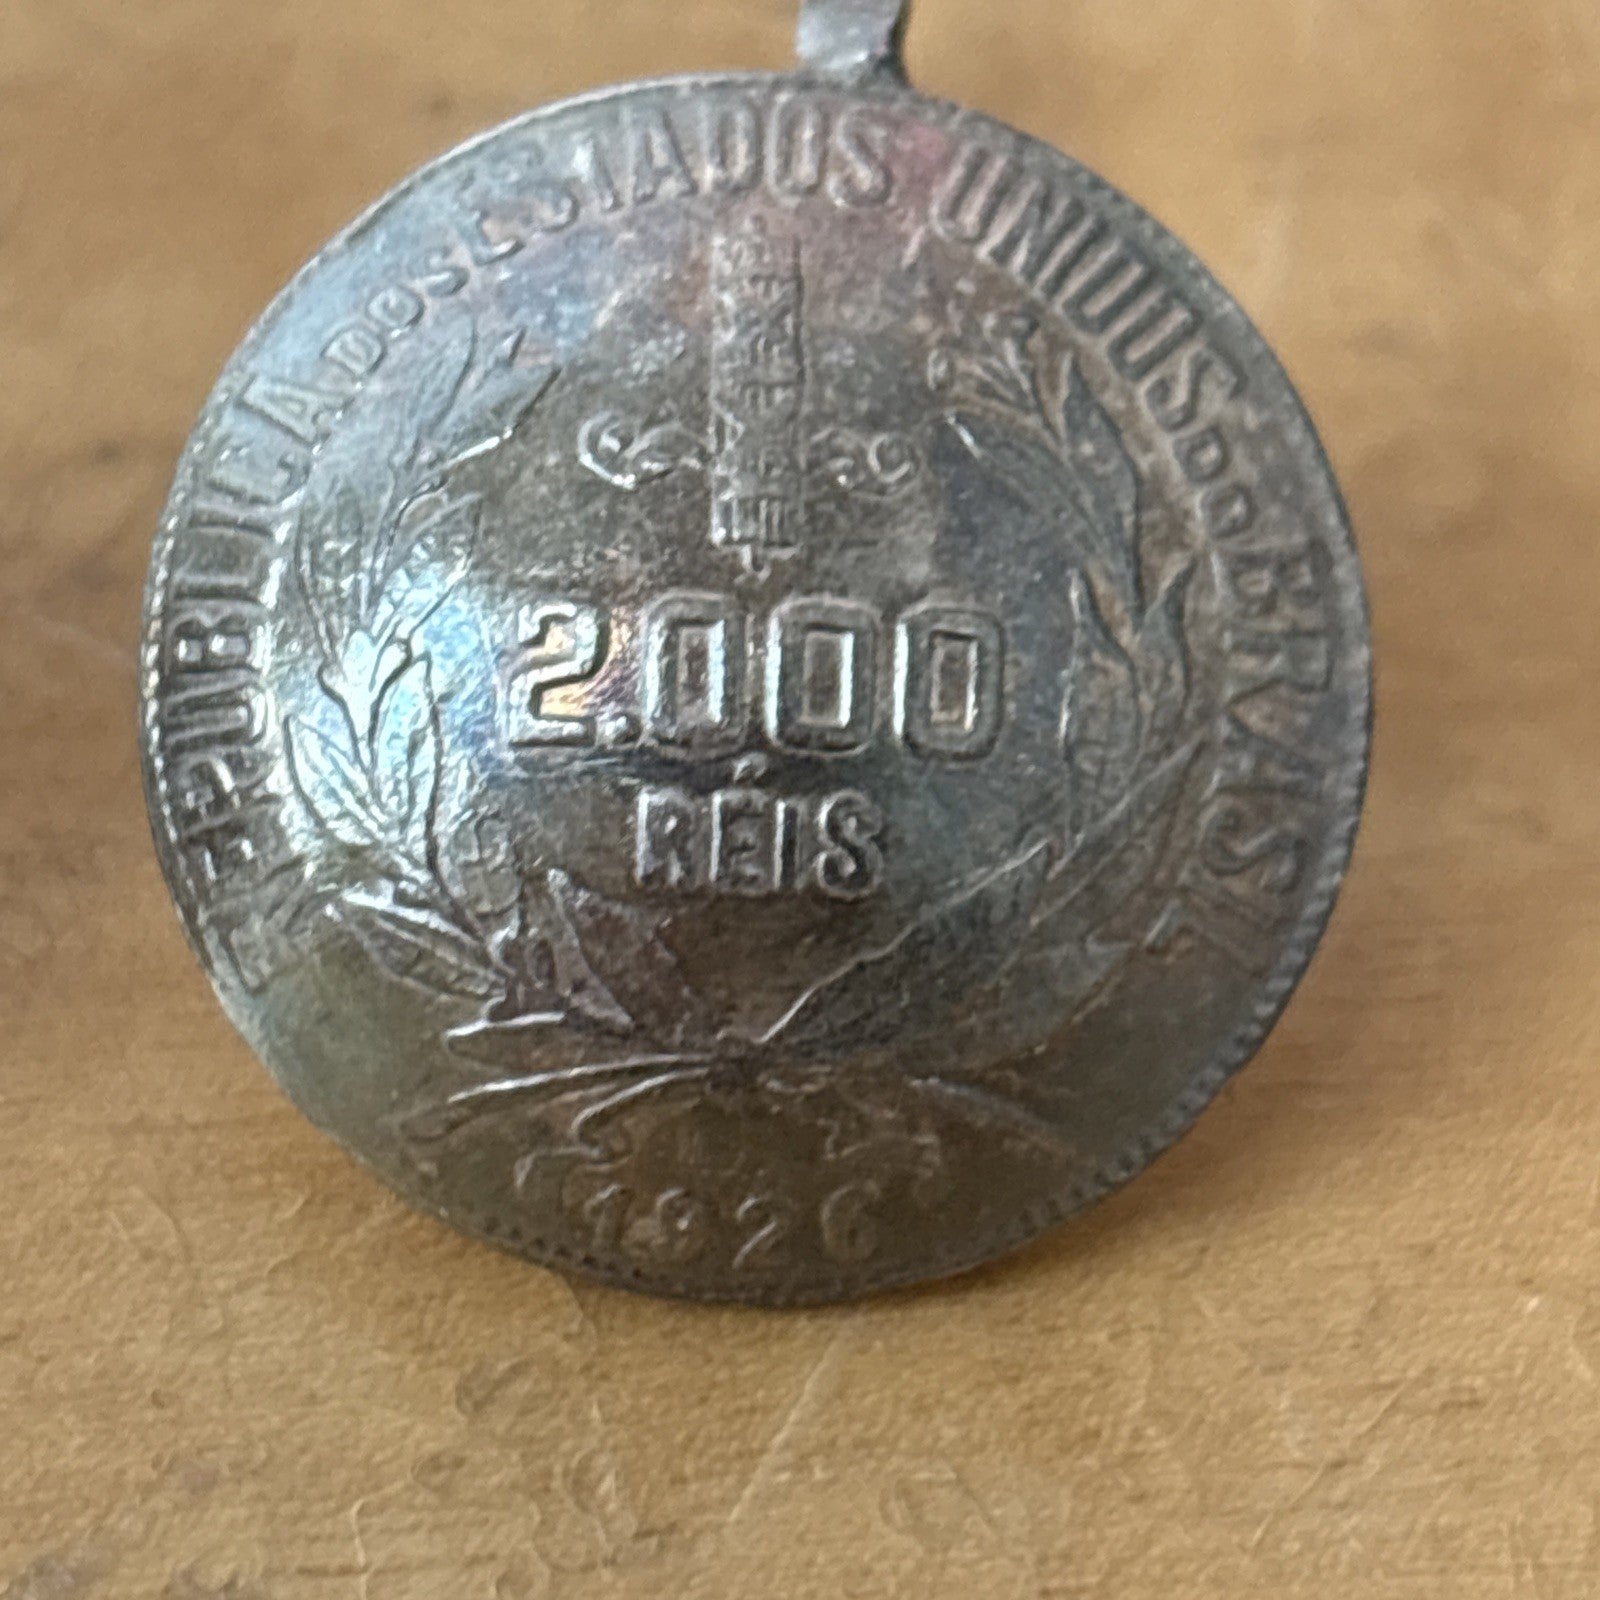 REPUBLICA DOS ESTADOS UNIDOS DO BRASIL
2.000
RÉIS
1926